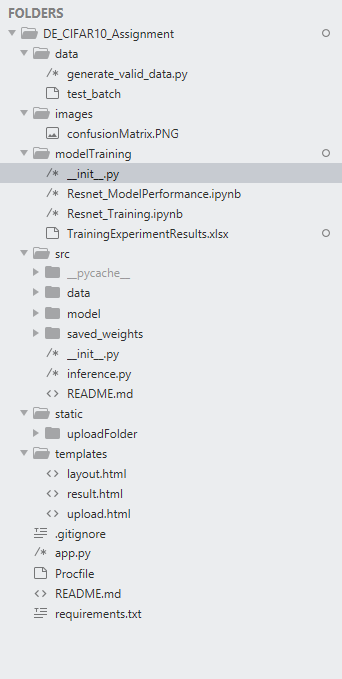 FOLDERS
DE_CIFAR10_Assignment
data
generate_valid_data.py
test_batch
images
confusionMatrix.PNG
modelTraining
__init__.py
Resnet_ModelPerformance.ipynb
Resnet_Training.ipynb
TrainingExperimentResults.xlsx
src
__pycache__
data
model
saved_weights
__init__.py
inference.py
README.md
static
uploadFolder
templates
layout.html
result.html
upload.html
.gitignore
app.py
Procfile
README.md
requirements.txt